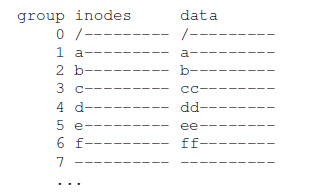 group inodes     data
    0 /--------- /---------
    1 a--------- a---------
    2 b--------- b---------
    3 c--------- cc--------
    4 d--------- dd--------
    5 e--------- ee--------
    6 f--------- ff--------
    7 ---------- ----------
  ...